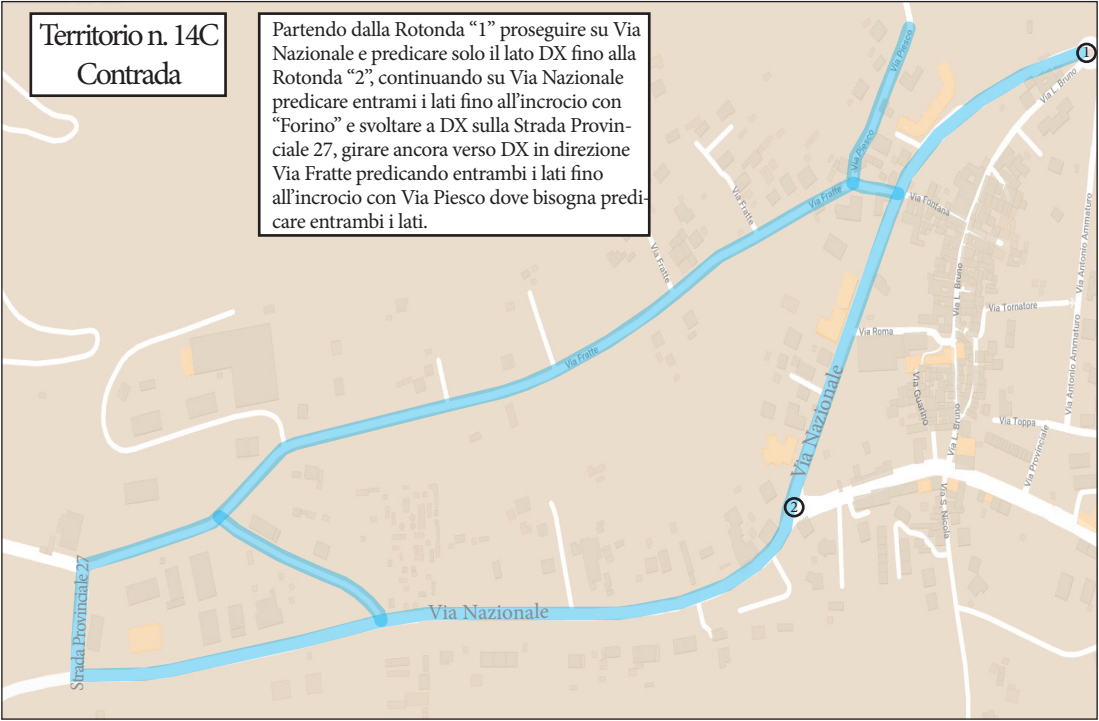 Territorio n. 14C
Contrada
Partendo dalla Rotonda “1” proseguire su Via
Nazionale e predicare solo il lato DX fino alla
Rotonda “2”, continuando su Via Nazionale
predicare entrami i lati fino all’incrocio con
“Forino” e svoltare a DX sulla Strada Provin-
ciale 27, girare ancora verso DX in direzione
Via Fratte predicando entrambi i lati fino
all’incrocio con Via Piesco dove bisogna predi-
care entrambi i lati.
Via Piesco
1
Via L. Bruno
Via Piesco
Via Fratte
Via Fratte
Via Fontana
Via Fratte
Via Antonio Ammaturo
Via L. Bruno
Via Tornatore
Via Roma
Via Fratte
Via Nazionale
Via Guarino
Via Antonio Ammaturo
Via L. Bruno
Via Toppa
Via Provinciale
2
Via S. Nicola
Strada Provinciale 27
Via Nazionale